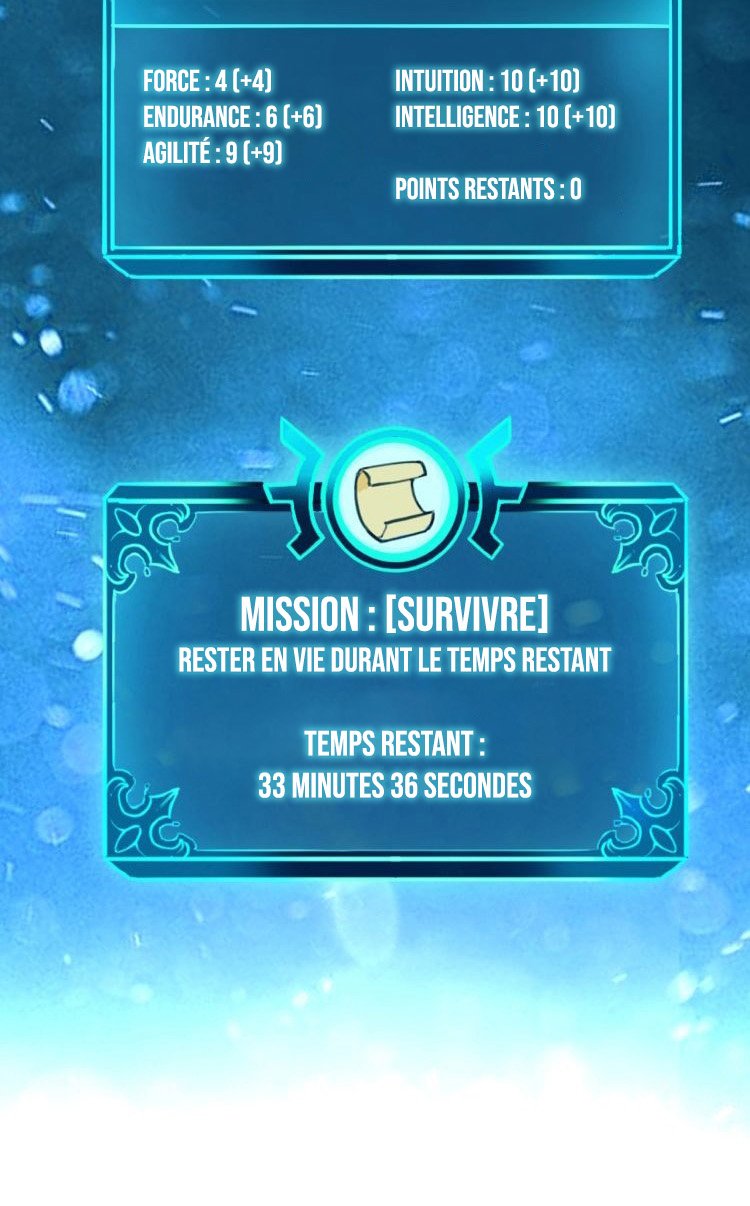 FORCE : 4 (+4)
ENDURANCE : 6 (+6)
AGILITÉ : 9 (+9)
INTUITION : 10 (+10)
INTELLIGENCE : 10 (+10)
POINTS RESTANTS : 0
MISSION : [SURVIVRE]
RESTER EN VIE DURANT LE TEMPS RESTANT
TEMPS RESTANT :
33 MINUTES 36 SECONDES